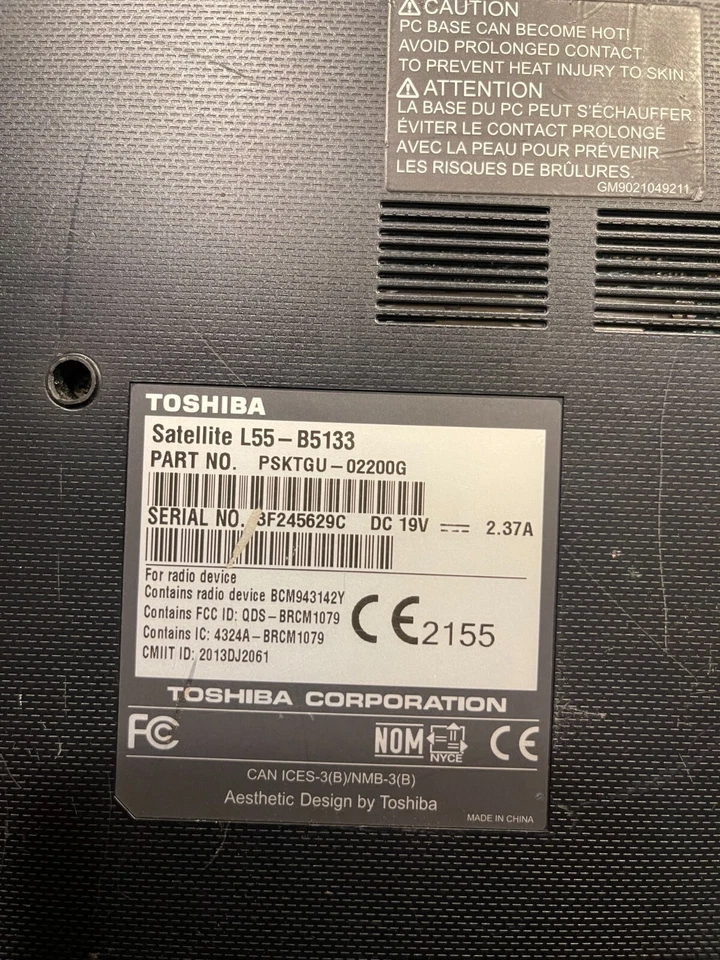 ⚠ CAUTION
PC BASE CAN BECOME HOT!
AVOID PROLONGED CONTACT
TO PREVENT HEAT INJURY TO SKIN.
⚠ ATTENTION
LA BASE DU PC PEUT S'ÉCHAUFFER
ÉVITER LE CONTACT PROLONGÉ
AVEC LA PEAU POUR PRÉVENIR
LES RISQUES DE BRÛLURES.
GM9021049211
TOSHIBA
Satellite L55-B5133
PART NO. PSKTGU-02200G
SERIAL NO. 3F245629C DC 19V ⎓ 2.37A
For radio device
Contains radio device BCM943142Y
Contains FCC ID: QDS-BRCM1079
Contains IC: 4324A-BRCM1079
CMIIT ID: 2013DJ2061
CE 2155
TOSHIBA CORPORATION
FC NOM NYCE CE
CAN ICES-3(B)/NMB-3(B)
Aesthetic Design by Toshiba
MADE IN CHINA